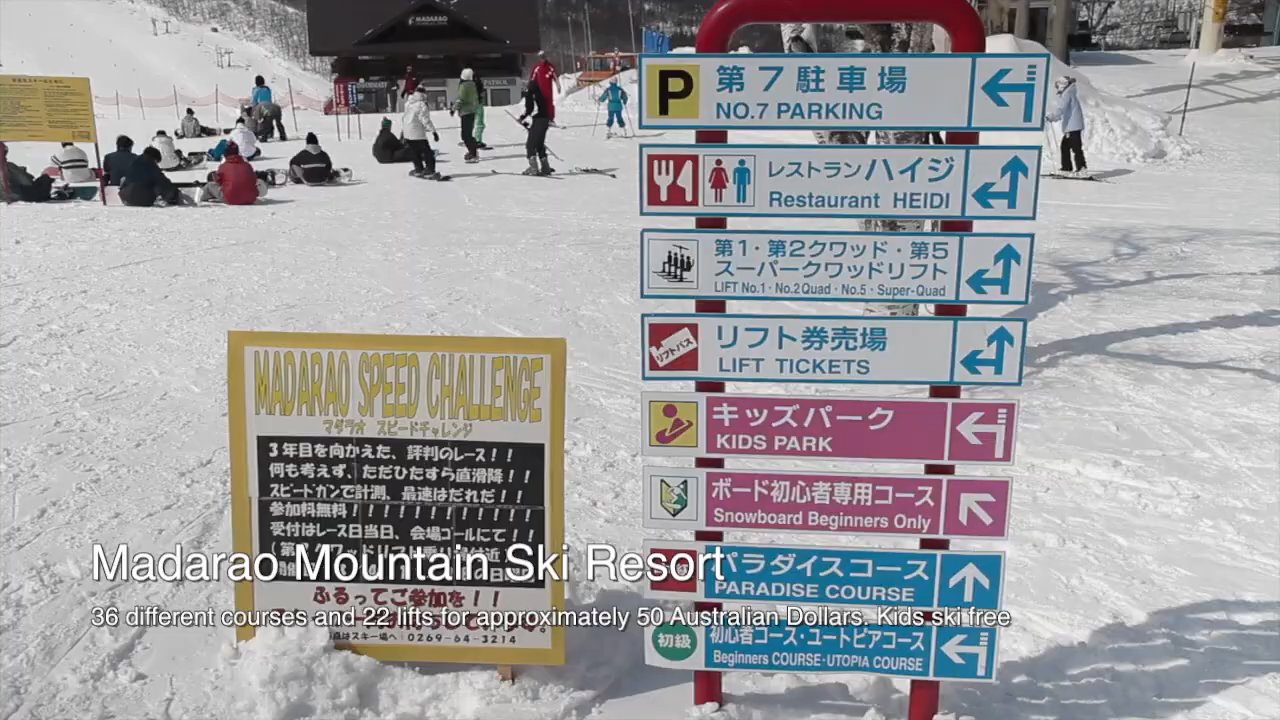 MADARAO
P
第7駐車場
NO.7 PARKING
レストランハイジ
Restaurant HEIDI
第1・第2クワッド・第5
スーパークワッドリフト
LIFT No.1・No.2Quad・No.5・Super-Quad
リフトパス
リフト券売場
LIFT TICKETS
キッズパーク
KIDS PARK
ボード初心者専用コース
Snowboard Beginners Only
パラダイスコース
PARADISE COURSE
初級
初心者コース・ユートピアコース
Beginners COURSE・UTOPIA COURSE
MADARAO SPEED CHALLENGE
マダラオ スピードチャレンジ
3年目を向かえた、評判のレース！！
何も考えず、ただひたすら直滑降！！
スピードガンで計測、最速はだれだ！！
参加料無料！！！！！！！！！！！！
受付はレース日当日、会場ゴールにて！！
ふるってご参加を！！
はスキー場へ：0269-64-3214
Madarao Mountain Ski Resort
36 different courses and 22 lifts for approximately 50 Australian Dollars. Kids ski free